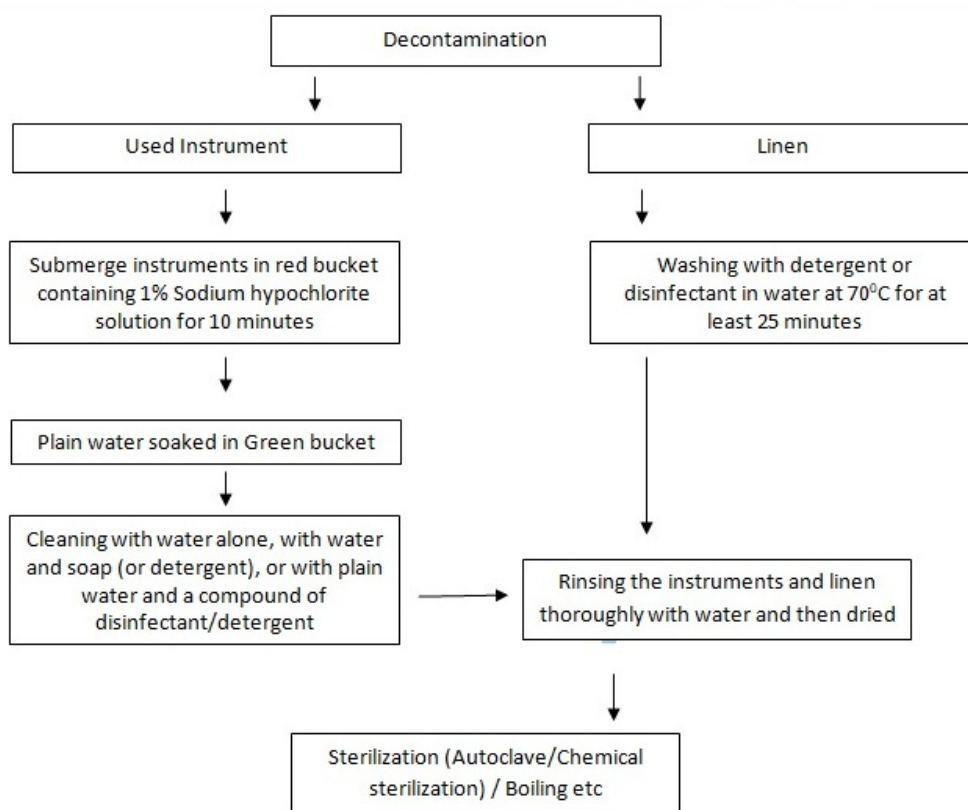 Decontamination
Used Instrument
Linen
Submerge instruments in red bucket
containing 1% Sodium hypochlorite
solution for 10 minutes
Washing with detergent or
disinfectant in water at 70⁰C for at
least 25 minutes
Plain water soaked in Green bucket
Cleaning with water alone, with water
and soap (or detergent), or with plain
water and a compound of
disinfectant/detergent
Rinsing the instruments and linen
thoroughly with water and then dried
Sterilization (Autoclave/Chemical
sterilization) / Boiling etc